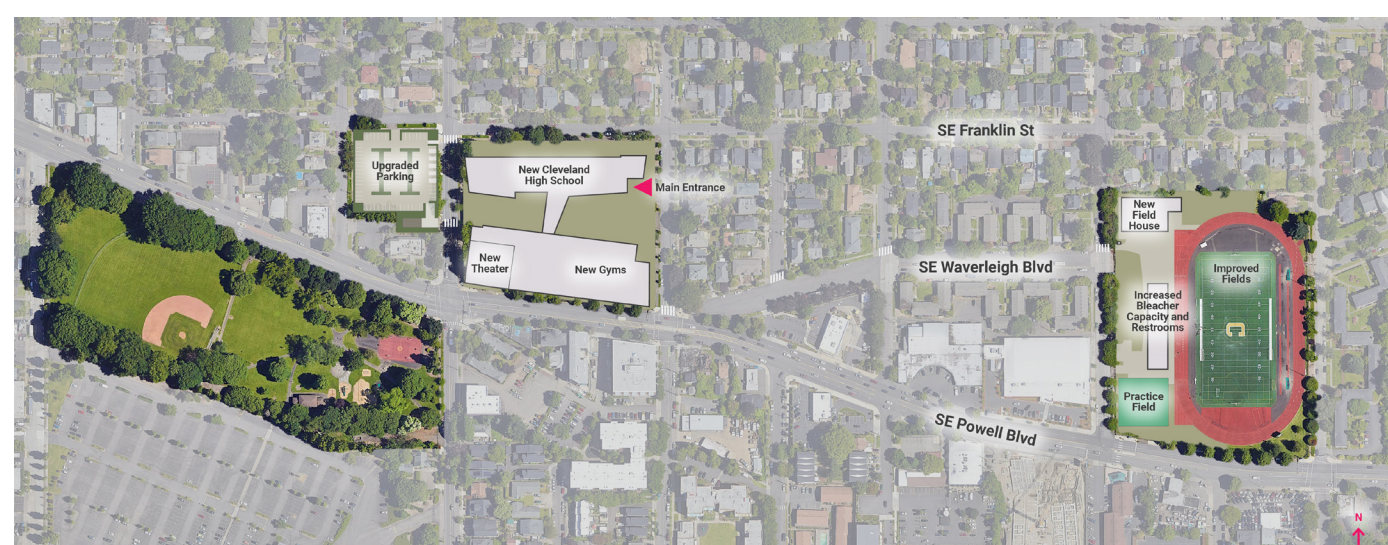 SE Franklin St
Upgraded
Parking
New Cleveland
High School
Main Entrance
New
Field
House
New
Theater
New Gyms
SE Waverleigh Blvd
Improved
Fields
Increased
Bleacher
Capacity and
Restrooms
C
Practice
Field
SE Powell Blvd
N